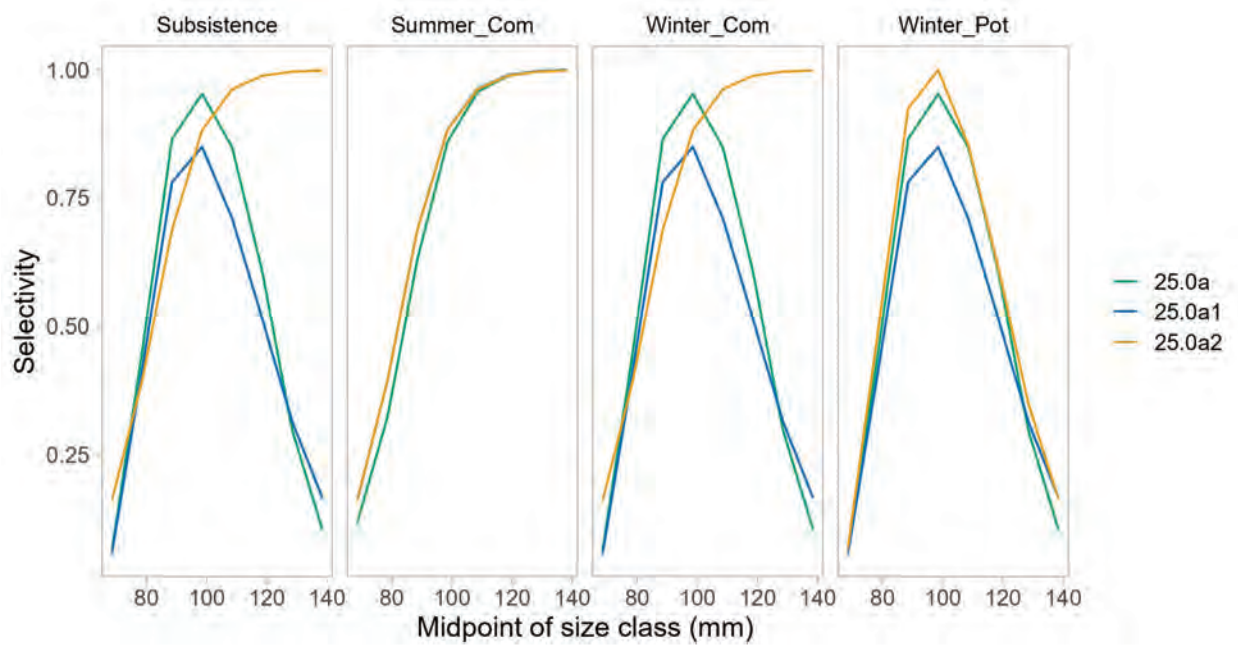 Subsistence Summer_Com Winter_Com Winter_Pot
1.00
0.75
0.50
0.25
Selectivity
80 100 120 140 80 100 120 140 80 100 120 140 80 100 120 140
Midpoint of size class (mm)
25.0a
25.0a1
25.0a2